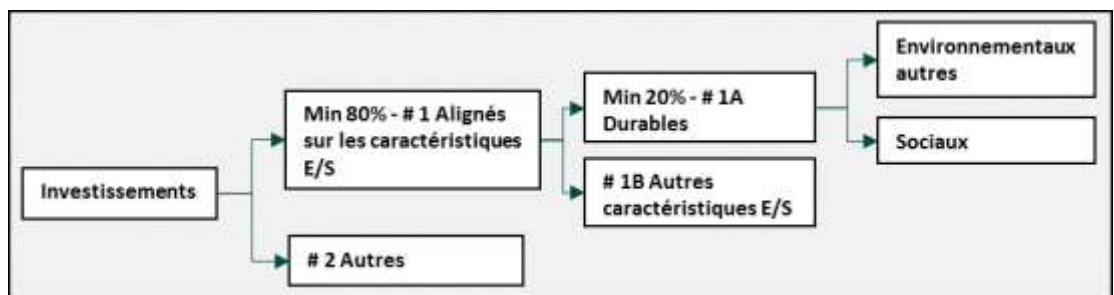 Investissements
Min 80% - # 1 Alignés
sur les caractéristiques
E/S
# 2 Autres
Min 20% - # 1A
Durables
# 1B Autres
caractéristiques E/S
Environnementaux
autres
Sociaux